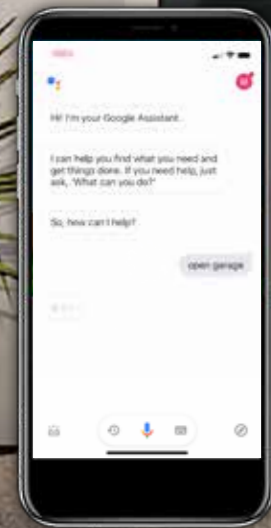 Hi! I'm your Google Assistant.
I can help you find what you need and
get things done. If you need help, just
ask, "What can you do?"
So, how can I help?
open garage